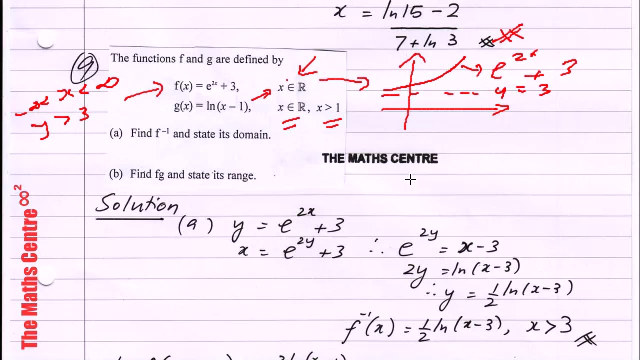 x = ln15 - 2
7 + ln 3
9
The functions f and g are defined by
f(x) = e^{2x} + 3, x ∈ ℝ
g(x) = ln(x − 1), x ∈ ℝ, x > 1
(a) Find f⁻¹ and state its domain.
(b) Find fg and state its range.
-∞ < x < ∞
y > 3
e^{2x} + 3
y = 3
THE MATHS CENTRE
Solution
(a) y = e^{2x} + 3
x = e^{2y} + 3 ∴ e^{2y} = x - 3
2y = ln(x-3)
∴ y = ½ ln(x-3)
f⁻¹(x) = ½ ln(x-3), x > 3
The Maths Centre ∞²